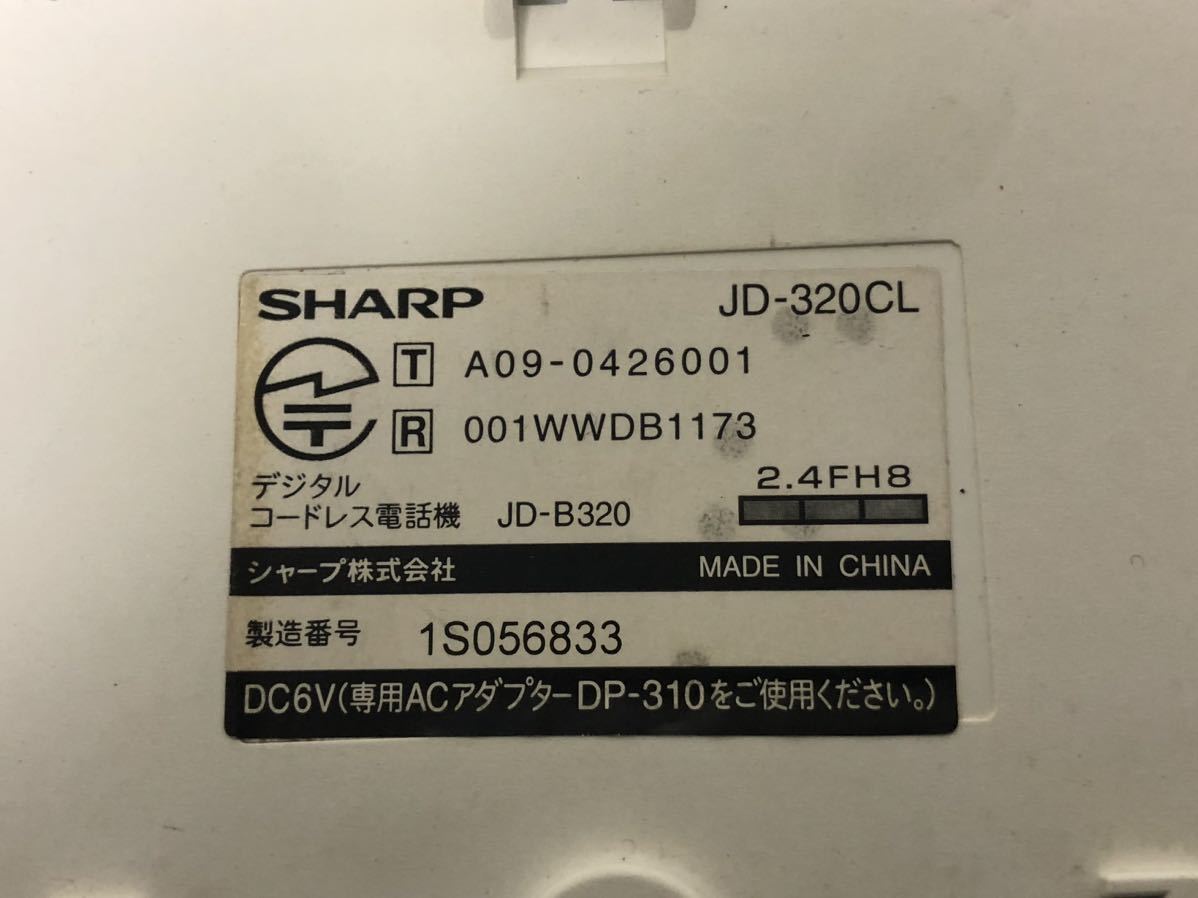 SHARP JD-320CL
T A09-0426001
R 001WWDB1173
2.4FH8
デジタル
コードレス電話機 JD-B320
シャープ株式会社 MADE IN CHINA
製造番号 1S056833
DC6V(専用ACアダプターDP-310をご使用ください。)